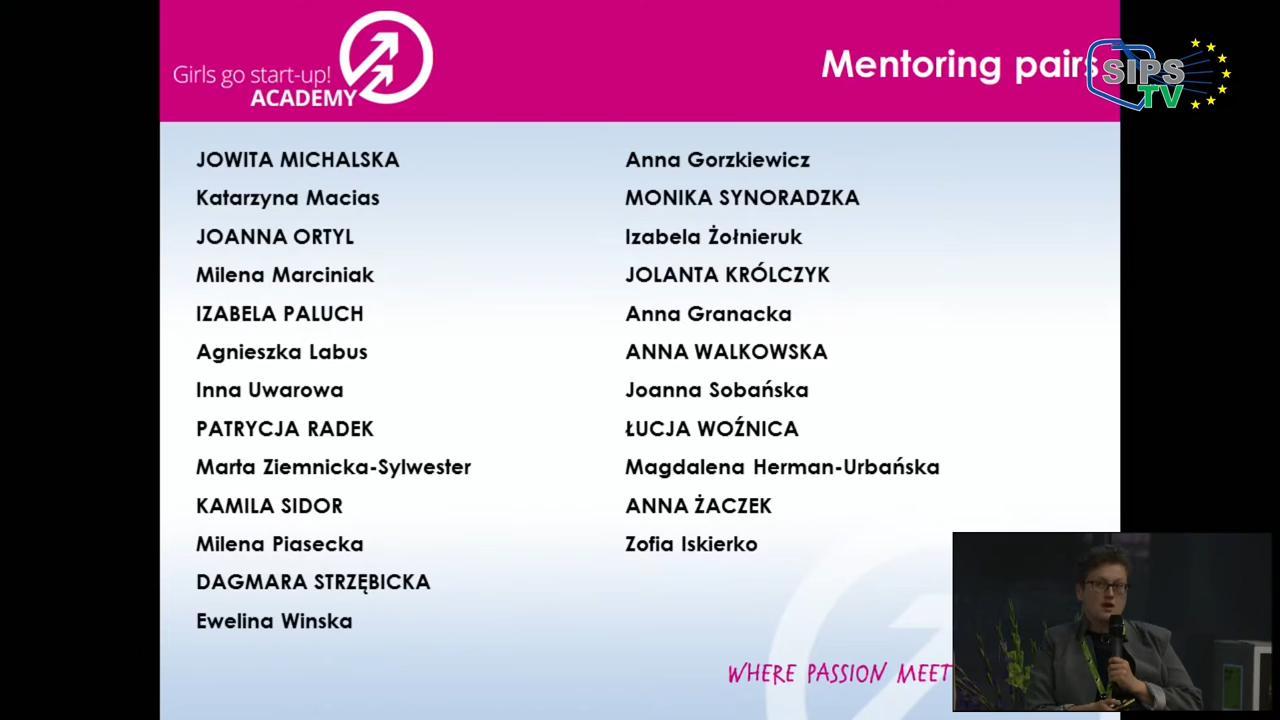 Girls go start-up!
ACADEMY
Mentoring pairs
SIPS
TV
JOWITA MICHALSKA
Katarzyna Macias
JOANNA ORTYL
Milena Marciniak
IZABELA PALUCH
Agnieszka Labus
Inna Uwarowa
PATRYCJA RADEK
Marta Ziemnicka-Sylwester
KAMILA SIDOR
Milena Piasecka
DAGMARA STRZĘBICKA
Ewelina Winska
Anna Gorzkiewicz
MONIKA SYNORADZKA
Izabela Żołnieruk
JOLANTA KRÓLCZYK
Anna Granacka
ANNA WALKOWSKA
Joanna Sobańska
ŁUCJA WOŹNICA
Magdalena Herman-Urbańska
ANNA ŻACZEK
Zofia Iskierko
WHERE PASSION MEET